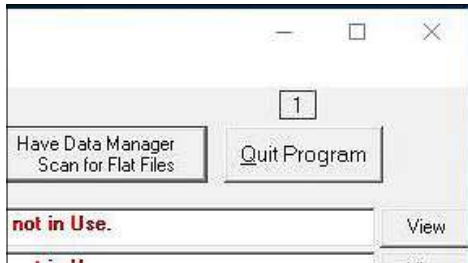 1
Have Data Manager
Scan for Flat Files
Quit Program
not in Use.
View